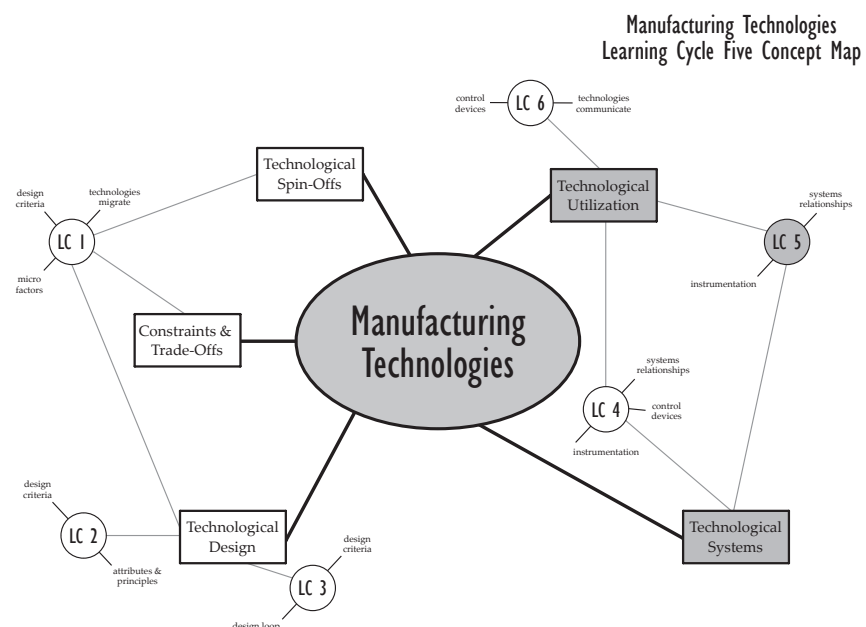 Manufacturing Technologies
Learning Cycle Five Concept Map
control
devices
LC 6
technologies
communicate
Technological
Spin-Offs
Technological
Utilization
design
criteria
technologies
migrate
LC 1
micro
factors
systems
relationships
LC 5
instrumentation
Constraints &
Trade-Offs
Manufacturing
Technologies
systems
relationships
LC 4
control
devices
instrumentation
design
criteria
LC 2
attributes &
principles
Technological
Design
design
criteria
LC 3
design loop
Technological
Systems